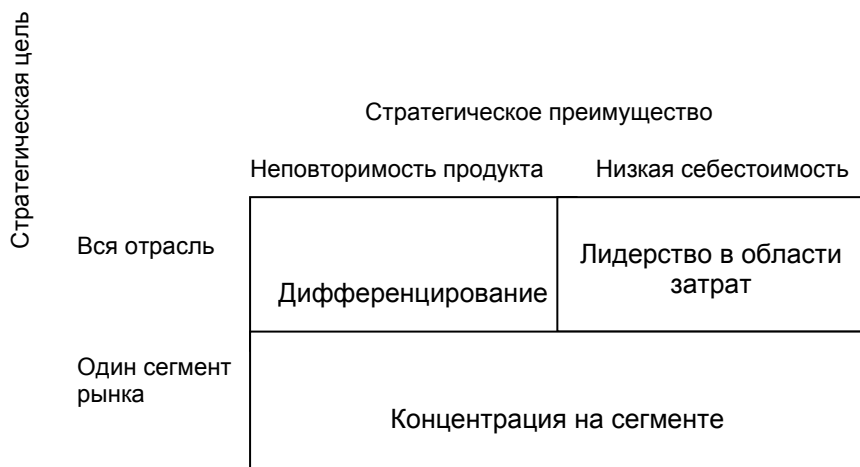 Стратегическая цель
Стратегическое преимущество
Неповторимость продукта
Низкая себестоимость
Вся отрасль
Дифференцирование
Лидерство в области
затрат
Один сегмент
рынка
Концентрация на сегменте